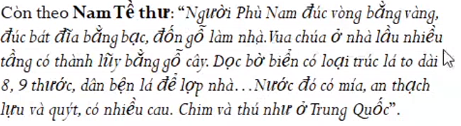 Còn theo Nam Tề thư: “Người Phù Nam đúc vòng bằng vàng,
đúc bát đĩa bằng bạc, đốn gỗ làm nhà.Vua chúa ở nhà lầu nhiều
tầng có thành lũy bằng gỗ cây. Dọc bờ biển có loại trúc lá to dài
8, 9 thước, dân bện lá để lợp nhà…Nước đó có mía, an thạch
lựu và quýt, có nhiều cau. Chim và thú như ở Trung Quốc”.